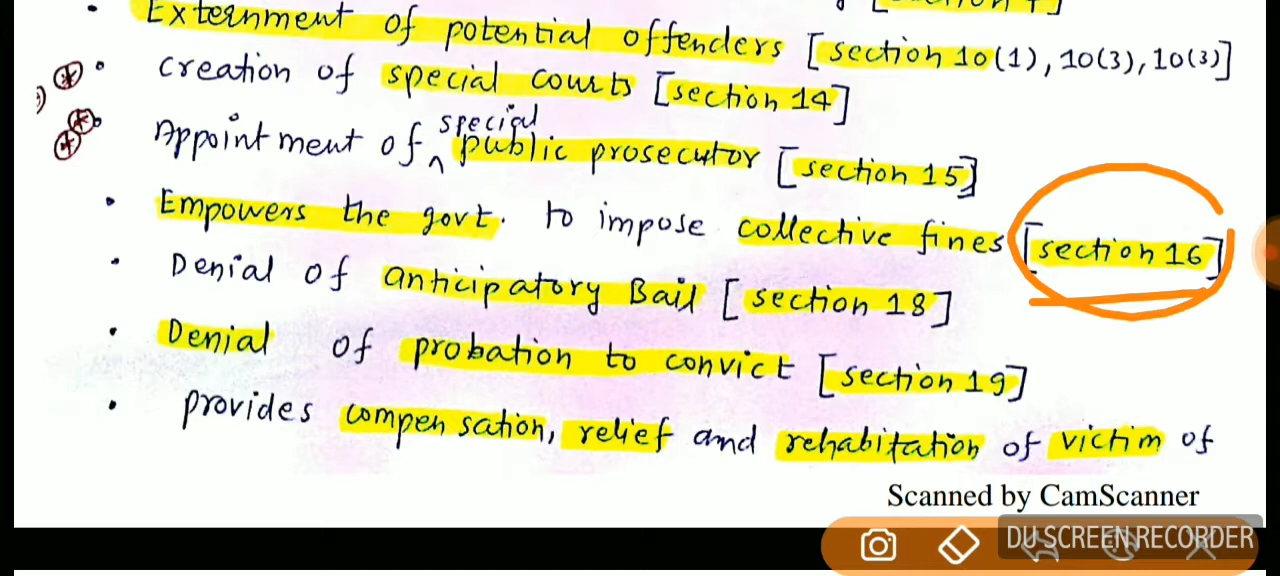 Externment of potential offenders [section 10(1), 10(3), 10(3)]
creation of special courts [section 14]
Appointment of special public prosecutor [section 15]
Empowers the govt. to impose collective fines [section 16]
Denial of anticipatory Bail [section 18]
Denial of probation to convict [section 19]
provides compensation, relief and rehabitation of victim of
Scanned by CamScanner
DU SCREEN RECORDER